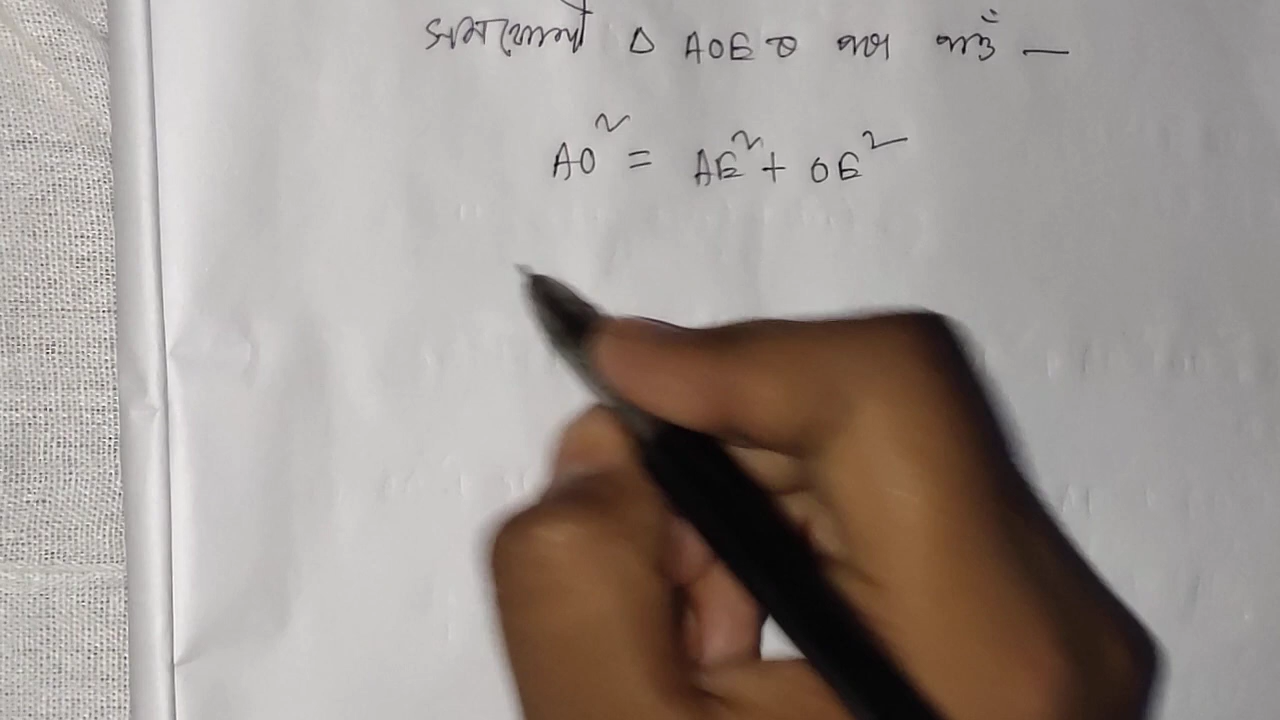 সমকোণী Δ AOE ত পাম পাওঁ —
AO² = AE² + OE²